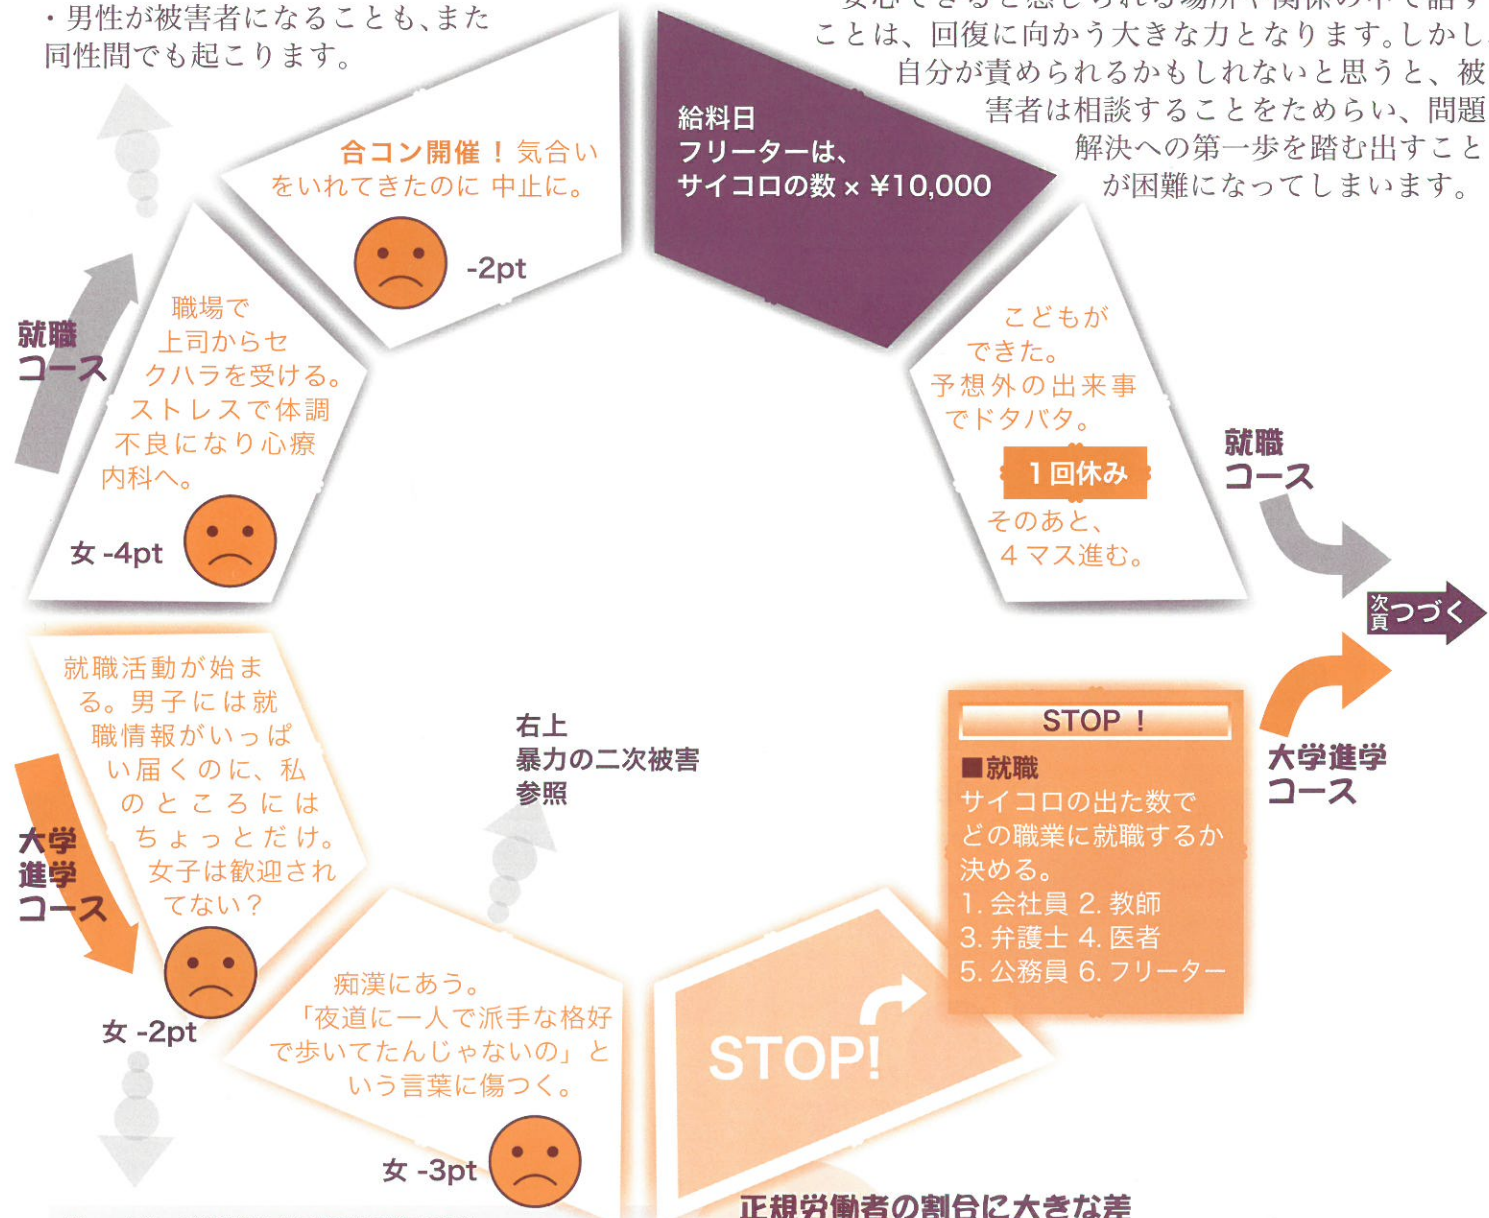 ・男性が被害者になることも、また
同性間でも起こります。
ことは、回復に向かう大きな力となります。しかし、
自分が責められるかもしれないと思うと、被
害者は相談することをためらい、問題
解決への第一歩を踏む出すこと
が困難になってしまいます。
合コン開催！気合い
をいれてきたのに 中止に。
-2pt
給料日
フリーターは、
サイコロの数 × ¥10,000
就職
コース
職場で
上司からセ
クハラを受ける。
ストレスで体調
不良になり心療
内科へ。
女 -4pt
こどもが
できた。
予想外の出来事
でドタバタ。
1回休み
そのあと、
4 マス進む。
就職
コース
次頁つづく
就職活動が始ま
る。男子には就
職情報がいっぱ
い届くのに、私
のところには
ちょっとだけ。
女子は歓迎され
てない？
女 -2pt
大学
進学
コース
右上
暴力の二次被害
参照
痴漢にあう。
「夜道に一人で派手な格好
で歩いてたんじゃないの」と
いう言葉に傷つく。
女 -3pt
STOP!
STOP！
■就職
サイコロの出た数で
どの職業に就職するか
決める。
1. 会社員 2. 教師
3. 弁護士 4. 医者
5. 公務員 6. フリーター
大学進学
コース
正規労働者の割合に大きな差